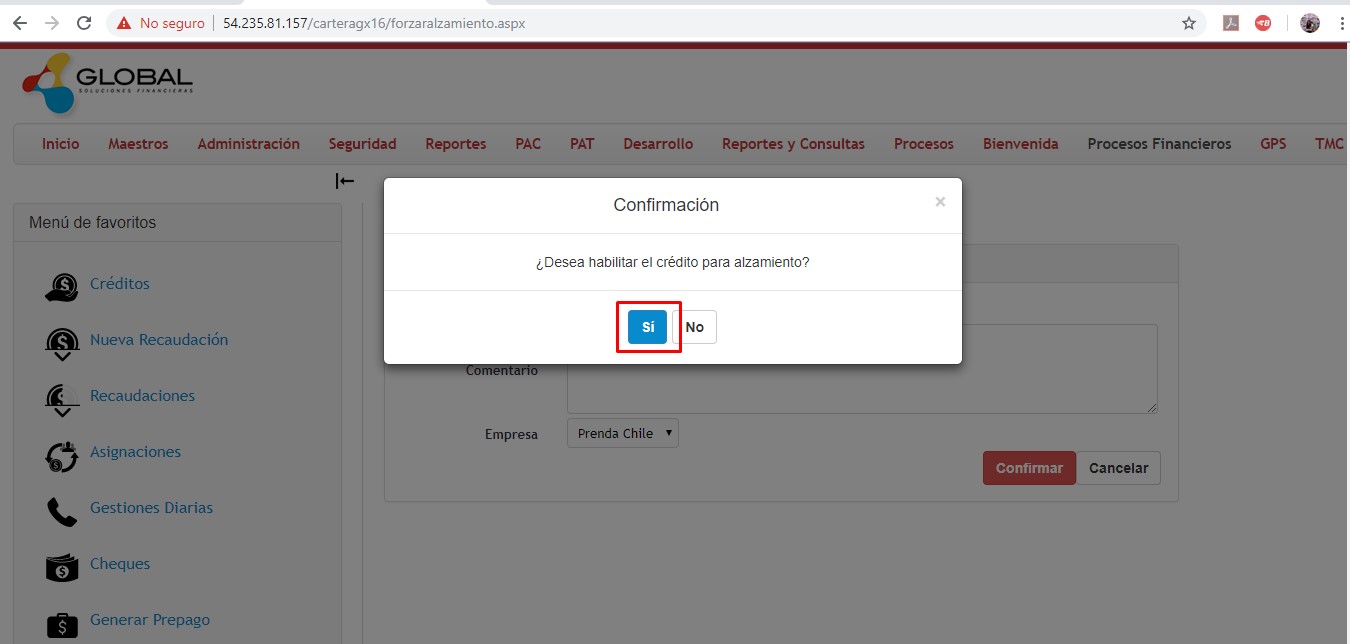 No seguro | 54.235.81.157/carteragx16/forzaralzamiento.aspx
GLOBAL
SOLUCIONES FINANCIERAS
Inicio Maestros Administración Seguridad Reportes PAC PAT Desarrollo Reportes y Consultas Procesos Bienvenida Procesos Financieros GPS TMC
Menú de favoritos
Créditos
Nueva Recaudación
Recaudaciones
Asignaciones
Gestiones Diarias
Cheques
Generar Prepago
Confirmación ×
¿Desea habilitar el crédito para alzamiento?
Sí No
Comentario
Empresa Prenda Chile
Confirmar Cancelar